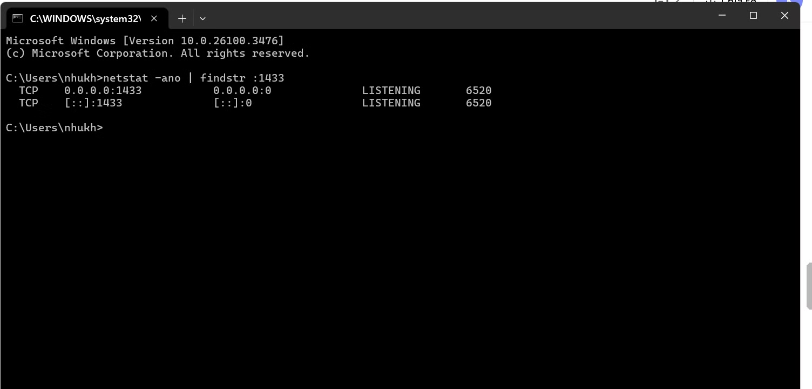 C:\WINDOWS\system32\
Microsoft Windows [Version 10.0.26100.3476]
(c) Microsoft Corporation. All rights reserved.
C:\Users\nhukh>netstat -ano | findstr :1433
TCP    0.0.0.0:1433           0.0.0.0:0              LISTENING       6520
TCP    [::]:1433              [::]:0                 LISTENING       6520
C:\Users\nhukh>